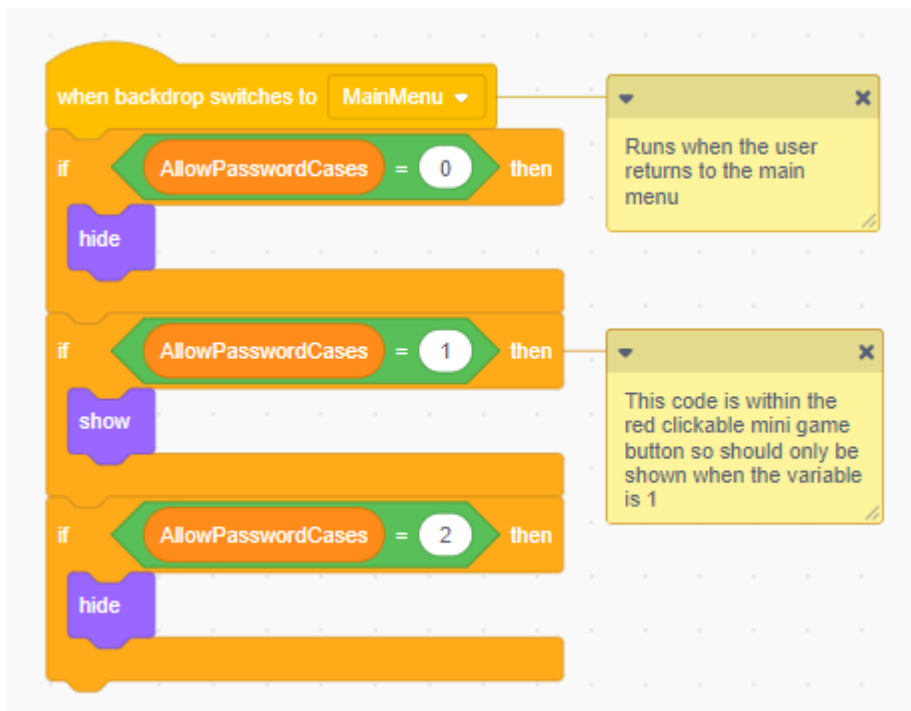 when backdrop switches to MainMenu
Runs when the user
returns to the main
menu
if AllowPasswordCases = 0 then
hide
if AllowPasswordCases = 1 then
This code is within the
red clickable mini game
button so should only be
shown when the variable
is 1
show
if AllowPasswordCases = 2 then
hide